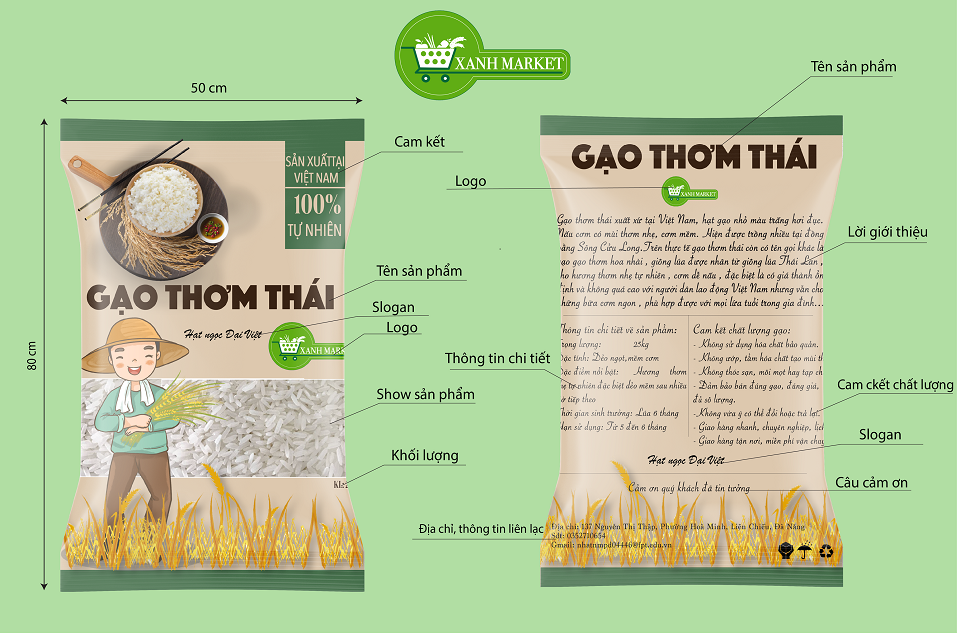 XANH MARKET
50 cm
80 cm
SẢN XUẤT TẠI
VIỆT NAM
100%
TỰ NHIÊN
GẠO THƠM THÁI
Hạt ngọc Đại Việt
XANH MARK
Cam kết
Tên sản phẩm
Slogan
Logo
Show sản phẩm
Khối lượng
Tên sản phẩm
GẠO THƠM THÁI
Logo
XANH MARKET
Gạo thơm thái xuất xứ tại Việt Nam, hạt gạo nhỏ màu trắng hơi đục.
Nấu cơm có mùi thơm nhẹ, cơm mềm. Hiện được trồng nhiều tại đồng
bằng Sông Cửu Long.Trên thực tế gạo thơm thái còn có tên gọi khác là
gạo thơm hoa nhài , giống lúa được nhân từ giống lúa Thái Lan ,
cho hương thơm nhẹ tự nhiên , cơm dễ nấu , đặc biệt là có giá thành ổn
định và không quá cao với người dân lao động Việt Nam nhưng vẫn cho
những bữa cơm ngon , phù hợp được với mọi lứa tuổi trong gia đình...
Lời giới thiệu
Thông tin chi tiết về sản phẩm:
Trọng lượng: 25kg
Đặc tính: Dẻo ngọt,mềm cơm
Đặc điểm nổi bật: Hương thơm
tự nhiên đặc biệt dẻo mềm sau nhiều
tiếp theo
Thời gian sinh trưởng: Lúa 6 tháng
Hạn sử dụng: Từ 5 đến 6 tháng
Thông tin chi tiết
Cam kết chất lượng gạo:
- Không sử dụng hóa chất bảo quản.
- Không ướp, tẩm hóa chất tạo mùi
- Không thóc sạn, mối mọt hay tạp
- Đảm bảo bán đúng gạo, đúng giá,
đủ số lượng.
-Không vừa ý có thể đổi hoặc trả lại.
- Giao hàng nhanh, chuyên nghiệp,
- Giao hàng tận nơi, miễn phí vận
Cam ckết chất lượng
Hạt ngọc Đại Việt
Slogan
Cảm ơn quý khách đã tin tưởng
Câu cảm ơn
Địa chỉ, thông tin liên lạc
Địa chỉ: 137 Nguyễn Thị Thập, Phường Hoà Minh, Liên Chiểu, Đà Nẵng
Sđt: 0352710654
Gmail: nhatnmpd04446@fpt.edu.vn